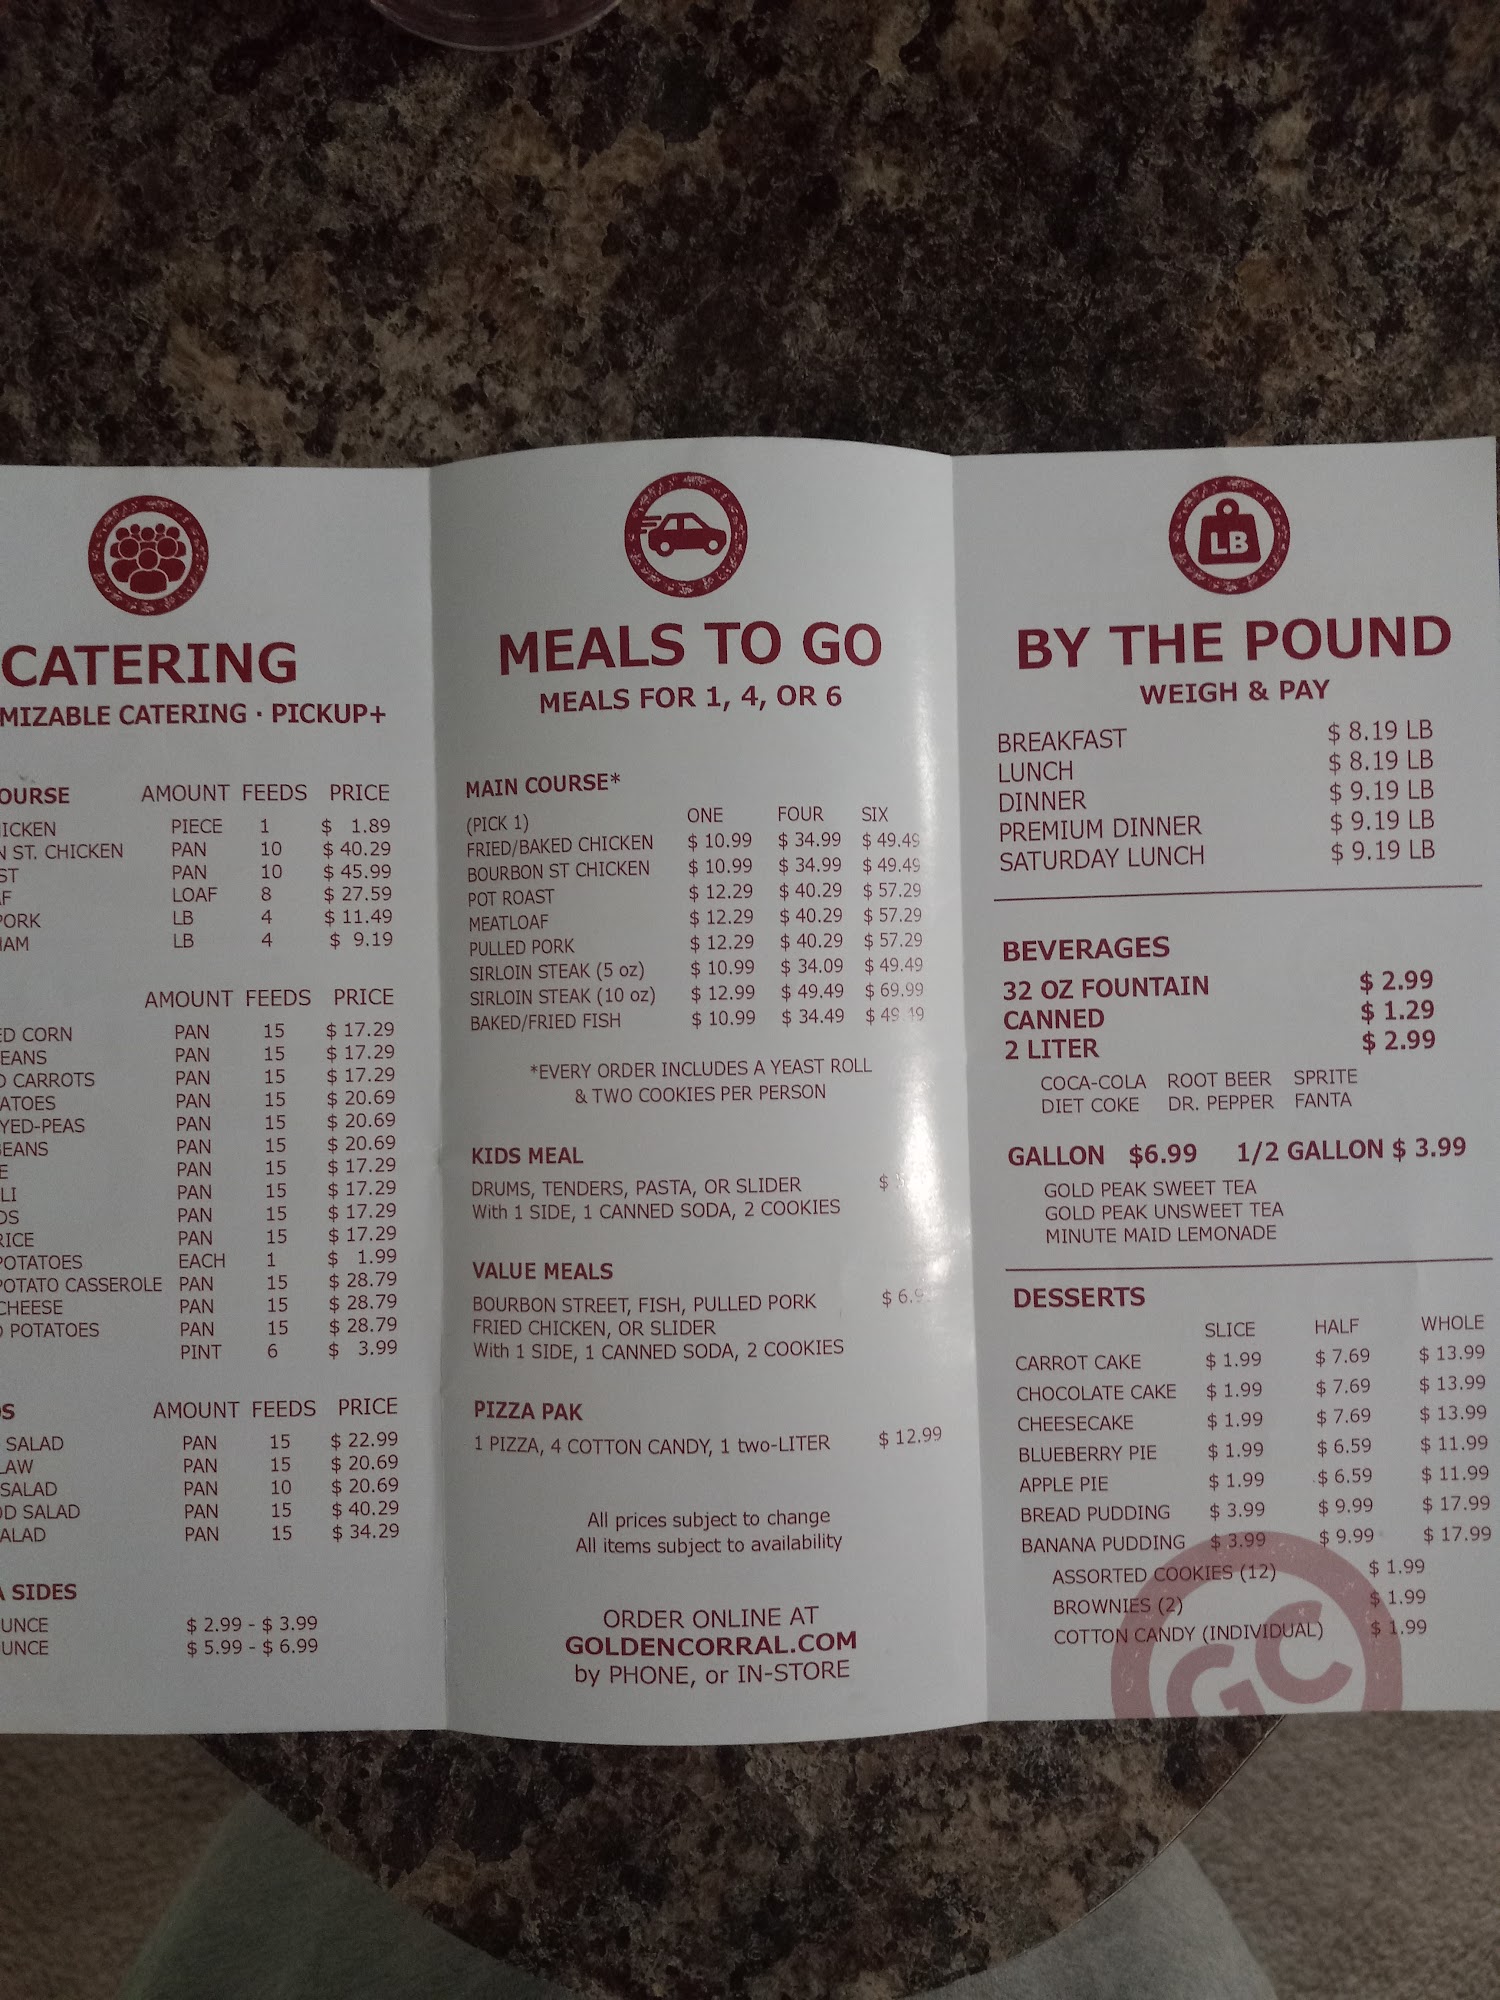 CATERING
MIZABLE CATERING · PICKUP+
OURSE AMOUNT FEEDS PRICE
ICKEN PIECE 1 $ 1.89
N ST. CHICKEN PAN 10 $ 40.29
ST PAN 10 $ 45.99
F LOAF 8 $ 27.59
PORK LB 4 $ 11.49
AM LB 4 $ 9.19
AMOUNT FEEDS PRICE
ED CORN PAN 15 $ 17.29
EANS PAN 15 $ 17.29
D CARROTS PAN 15 $ 17.29
ATOES PAN 15 $ 20.69
YED-PEAS PAN 15 $ 20.69
BEANS PAN 15 $ 20.69
E PAN 15 $ 17.29
LI PAN 15 $ 17.29
DS PAN 15 $ 17.29
RICE PAN 15 $ 17.29
POTATOES EACH 1 $ 1.99
POTATO CASSEROLE PAN 15 $ 28.79
CHEESE PAN 15 $ 28.79
D POTATOES PAN 15 $ 28.79
PINT 6 $ 3.99
S AMOUNT FEEDS PRICE
SALAD PAN 15 $ 22.99
LAW PAN 15 $ 20.69
SALAD PAN 10 $ 20.69
OD SALAD PAN 15 $ 40.29
ALAD PAN 15 $ 34.29
A SIDES
UNCE $ 2.99 - $ 3.99
UNCE $ 5.99 - $ 6.99
MEALS TO GO
MEALS FOR 1, 4, OR 6
MAIN COURSE*
(PICK 1) ONE FOUR SIX
FRIED/BAKED CHICKEN $ 10.99 $ 34.99 $ 49.49
BOURBON ST CHICKEN $ 10.99 $ 34.99 $ 49.49
POT ROAST $ 12.29 $ 40.29 $ 57.29
MEATLOAF $ 12.29 $ 40.29 $ 57.29
PULLED PORK $ 12.29 $ 40.29 $ 57.29
SIRLOIN STEAK (5 oz) $ 10.99 $ 34.09 $ 49.49
SIRLOIN STEAK (10 oz) $ 12.99 $ 49.49 $ 69.99
BAKED/FRIED FISH $ 10.99 $ 34.49 $ 49.49
*EVERY ORDER INCLUDES A YEAST ROLL
& TWO COOKIES PER PERSON
KIDS MEAL
DRUMS, TENDERS, PASTA, OR SLIDER $
With 1 SIDE, 1 CANNED SODA, 2 COOKIES
VALUE MEALS
BOURBON STREET, FISH, PULLED PORK $ 6.9
FRIED CHICKEN, OR SLIDER
With 1 SIDE, 1 CANNED SODA, 2 COOKIES
PIZZA PAK
1 PIZZA, 4 COTTON CANDY, 1 two-LITER $ 12.99
All prices subject to change
All items subject to availability
ORDER ONLINE AT
GOLDENCORRAL.COM
by PHONE, or IN-STORE
LB
BY THE POUND
WEIGH & PAY
BREAKFAST $ 8.19 LB
LUNCH $ 8.19 LB
DINNER $ 9.19 LB
PREMIUM DINNER $ 9.19 LB
SATURDAY LUNCH $ 9.19 LB
BEVERAGES
32 OZ FOUNTAIN $ 2.99
CANNED $ 1.29
2 LITER $ 2.99
COCA-COLA ROOT BEER SPRITE
DIET COKE DR. PEPPER FANTA
GALLON $6.99 1/2 GALLON $ 3.99
GOLD PEAK SWEET TEA
GOLD PEAK UNSWEET TEA
MINUTE MAID LEMONADE
DESSERTS
SLICE HALF WHOLE
CARROT CAKE $ 1.99 $ 7.69 $ 13.99
CHOCOLATE CAKE $ 1.99 $ 7.69 $ 13.99
CHEESECAKE $ 1.99 $ 7.69 $ 13.99
BLUEBERRY PIE $ 1.99 $ 6.59 $ 11.99
APPLE PIE $ 1.99 $ 6.59 $ 11.99
BREAD PUDDING $ 3.99 $ 9.99 $ 17.99
BANANA PUDDING $ 3.99 $ 9.99 $ 17.99
ASSORTED COOKIES (12) $ 1.99
BROWNIES (2) $ 1.99
COTTON CANDY (INDIVIDUAL) $ 1.99
GC